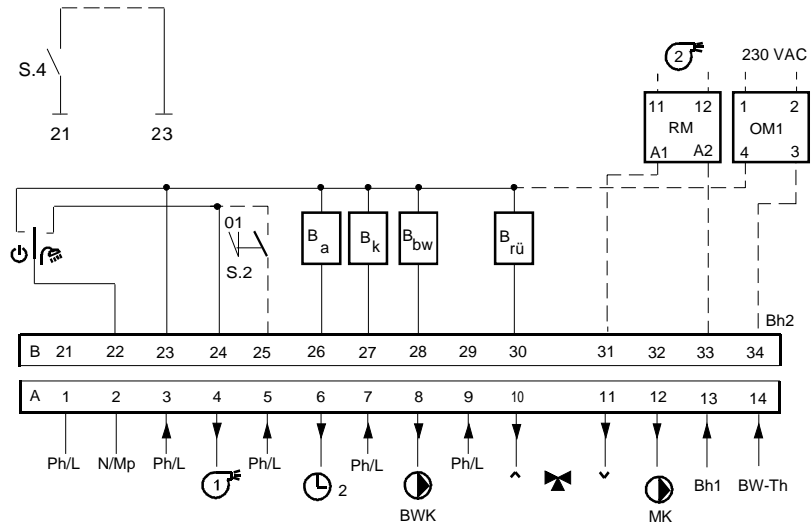 2 230 VAC
S.4
11 12 1 2
RM OM1
21 23
A1 A2 4 3
01
S.2
B a B k B bw B rü
Bh2
B 21 22 23 24 25 26 27 28 29 30 31 32 33 34
A 1 2 3 4 5 6 7 8 9 10 11 12 13 14
Ph/L N/Mp Ph/L 1 Ph/L 2 Ph/L Ph/L ^ ˅ Bh1 BW-Th
BWK MK